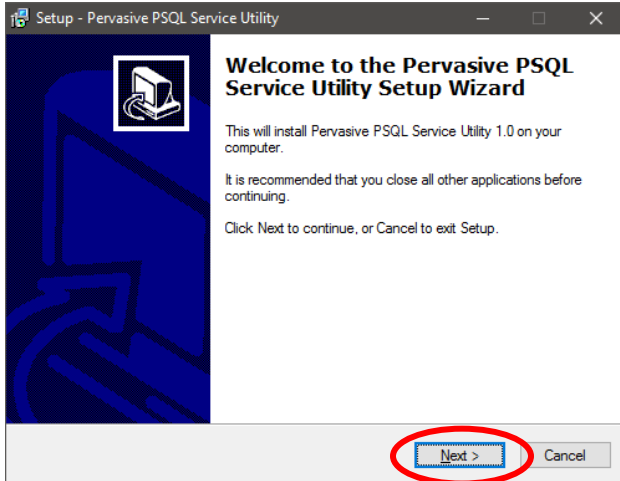 Setup - Pervasive PSQL Service Utility
Welcome to the Pervasive PSQL
Service Utility Setup Wizard
This will install Pervasive PSQL Service Utility 1.0 on your
computer.
It is recommended that you close all other applications before
continuing.
Click Next to continue, or Cancel to exit Setup.
Next >
Cancel